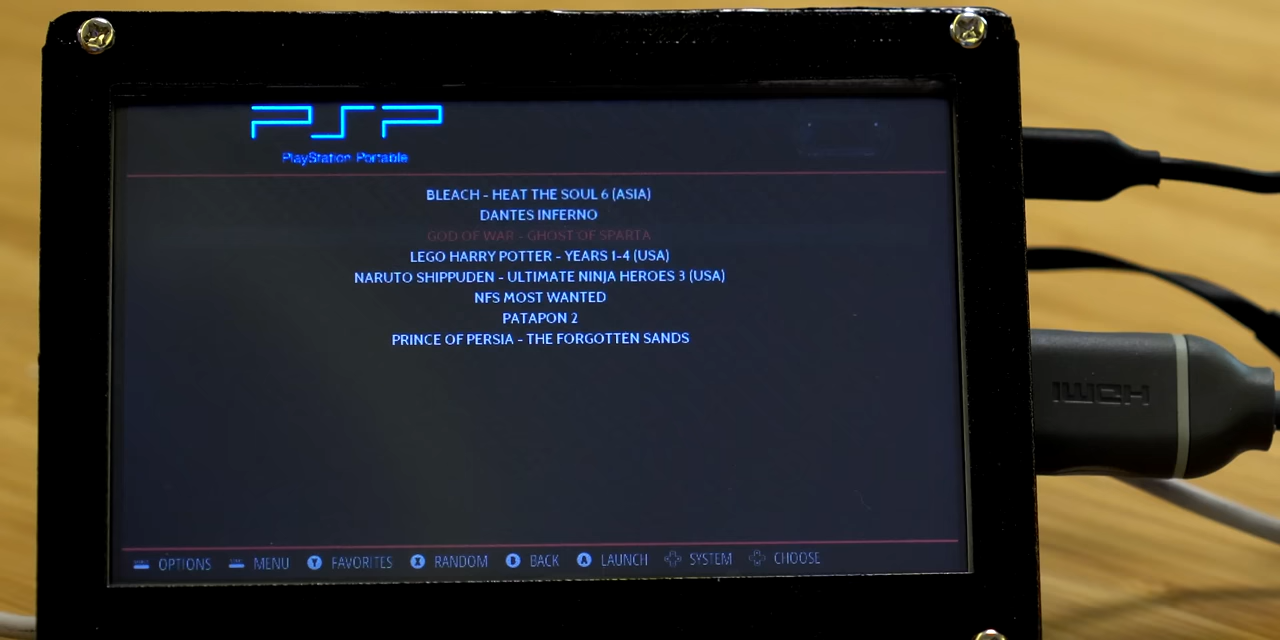 PSP
PlayStation Portable
BLEACH - HEAT THE SOUL 6 (ASIA)
DANTES INFERNO
GOD OF WAR - GHOST OF SPARTA
LEGO HARRY POTTER - YEARS 1-4 (USA)
NARUTO SHIPPUDEN - ULTIMATE NINJA HEROES 3 (USA)
NFS MOST WANTED
PATAPON 2
PRINCE OF PERSIA - THE FORGOTTEN SANDS
OPTIONS MENU Y FAVORITES X RANDOM B BACK A LAUNCH SYSTEM CHOOSE
HDMI